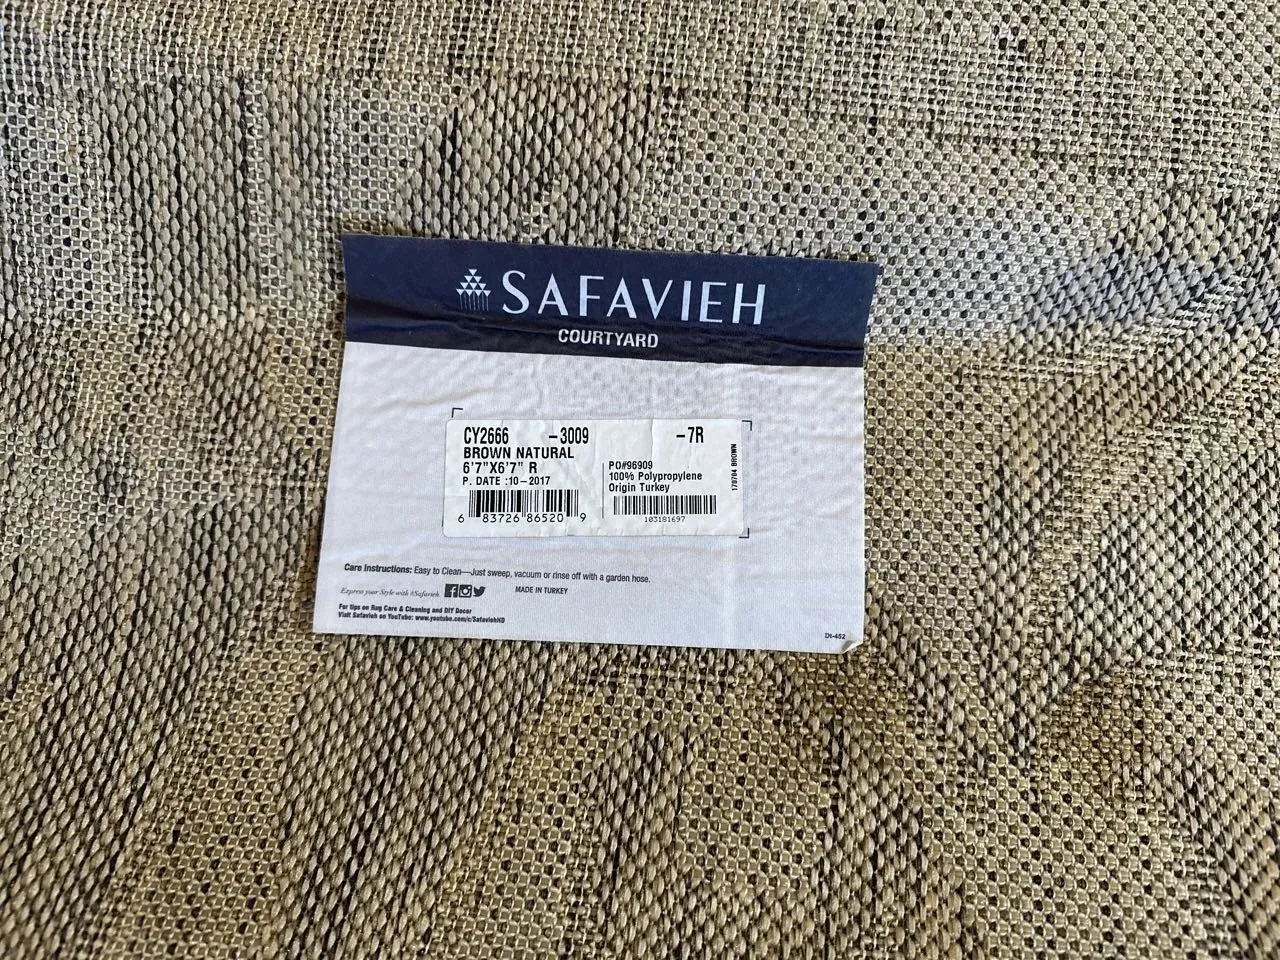 SAFAVIEH
COURTYARD
CY2666 -3009 -7R
BROWN NATURAL
6'7"X6'7" R
P. DATE :10-2017
6 83726 86520 9
PO#96909
100% Polypropylene
Origin Turkey
103181697
178704 BROWN
Care Instructions: Easy to Clean—Just sweep, vacuum or rinse off with a garden hose.
Express your Style with #Safavieh
MADE IN TURKEY
For tips on Rug Care & Cleaning and DIY Decor
Visit Safavieh on YouTube: www.youtube.com/c/SafaviehHD
Dt-452